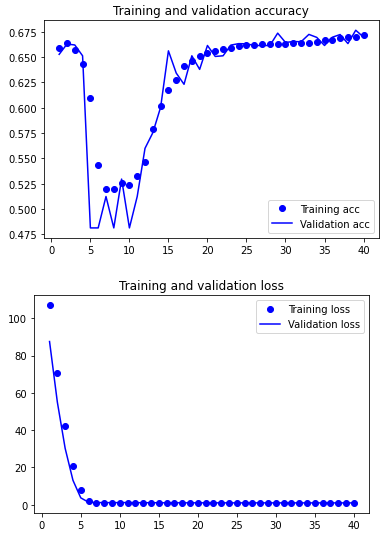 Training and validation accuracy
0.675
0.650
0.625
0.600
0.575
0.550
0.525
0.500
0.475
Training acc
Validation acc
0 5 10 15 20 25 30 35 40
Training and validation loss
100
80
60
40
20
0
Training loss
Validation loss
0 5 10 15 20 25 30 35 40